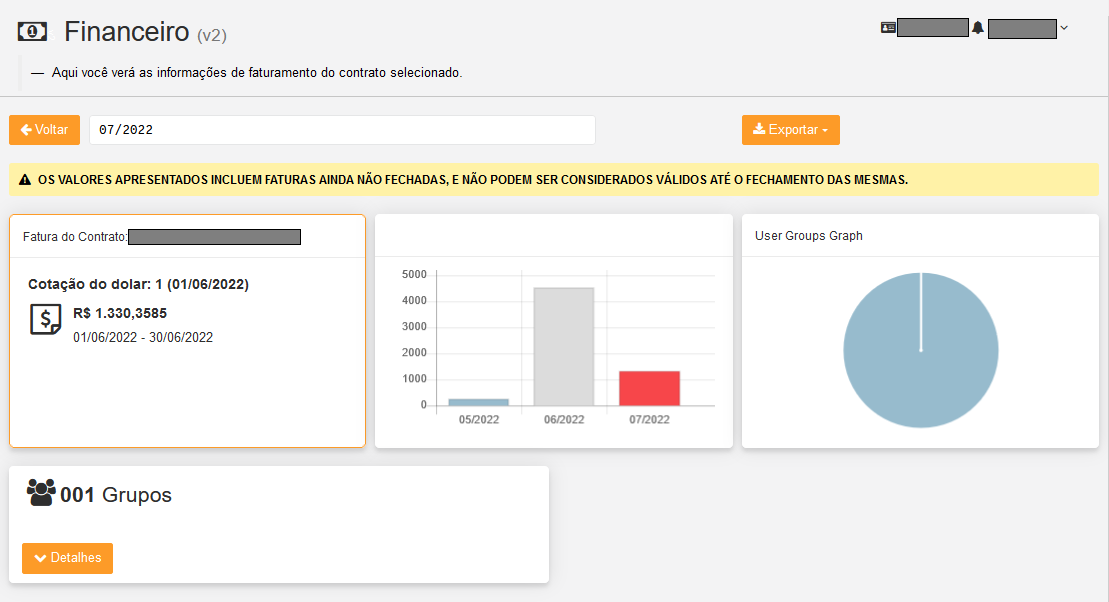 Financeiro (v2)
— Aqui você verá as informações de faturamento do contrato selecionado.
Voltar
07/2022
Exportar
OS VALORES APRESENTADOS INCLUEM FATURAS AINDA NÃO FECHADAS, E NÃO PODEM SER CONSIDERADOS VÁLIDOS ATÉ O FECHAMENTO DAS MESMAS.
Fatura do Contrato:
Cotação do dolar: 1 (01/06/2022)
R$ 1.330,3585
01/06/2022 - 30/06/2022
5000
4000
3000
2000
1000
0
05/2022 06/2022 07/2022
User Groups Graph
001 Grupos
Detalhes